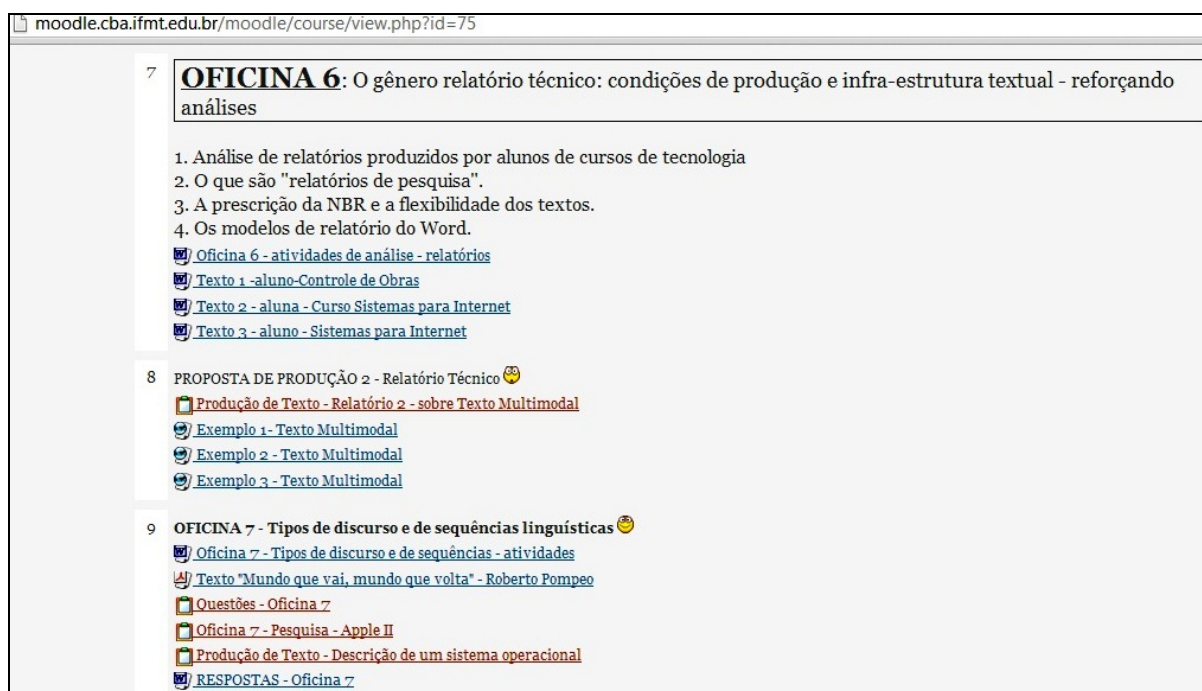 moodle.cba.ifmt.edu.br/moodle/course/view.php?id=75
7
OFICINA 6: O gênero relatório técnico: condições de produção e infra-estrutura textual - reforçando
análises
1. Análise de relatórios produzidos por alunos de cursos de tecnologia
2. O que são "relatórios de pesquisa".
3. A prescrição da NBR e a flexibilidade dos textos.
4. Os modelos de relatório do Word.
Oficina 6 - atividades de análise - relatórios
Texto 1 -aluno-Controle de Obras
Texto 2 - aluna - Curso Sistemas para Internet
Texto 3 - aluno - Sistemas para Internet
8 PROPOSTA DE PRODUÇÃO 2 - Relatório Técnico
Produção de Texto - Relatório 2 - sobre Texto Multimodal
Exemplo 1- Texto Multimodal
Exemplo 2 - Texto Multimodal
Exemplo 3 - Texto Multimodal
9 OFICINA 7 - Tipos de discurso e de sequências linguísticas
Oficina 7 - Tipos de discurso e de sequências - atividades
Texto "Mundo que vai, mundo que volta" - Roberto Pompeo
Questões - Oficina 7
Oficina 7 - Pesquisa - Apple II
Produção de Texto - Descrição de um sistema operacional
RESPOSTAS - Oficina 7